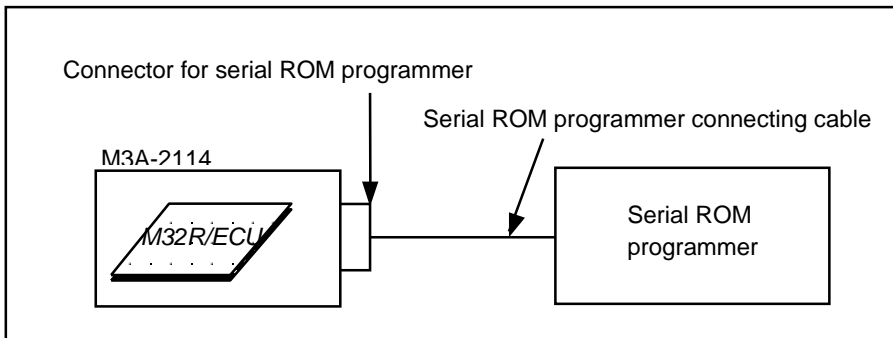 Connector for serial ROM programmer
Serial ROM programmer connecting cable
M3A-2114
M32R/ECU
Serial ROM
programmer